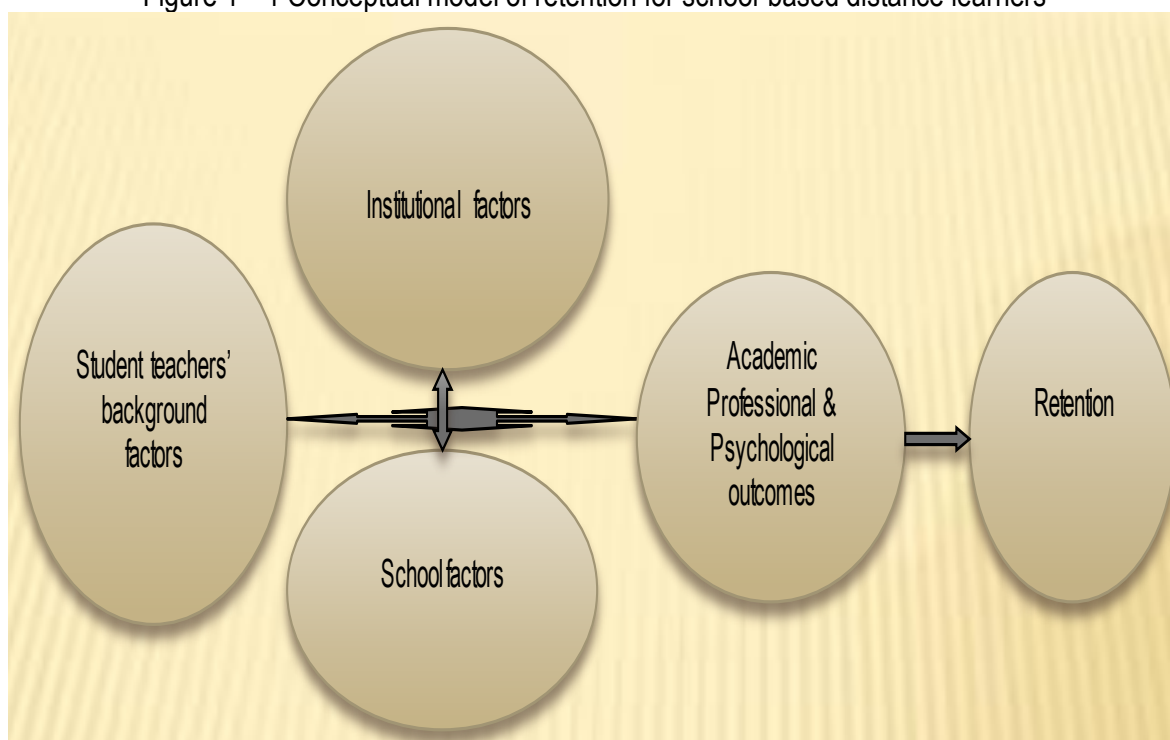 Figure 1 – 1 Conceptual model of retention for school based distance learners
Institutional factors
Student teachers’
background
factors
School factors
Academic
Professional &
Psychological
outcomes
Retention